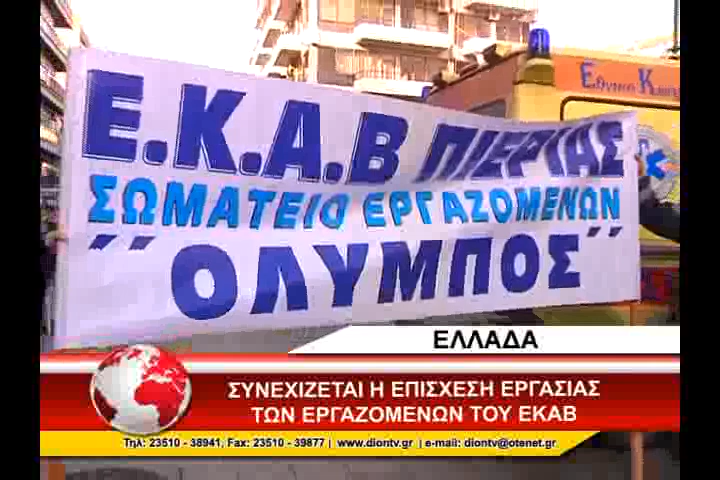 Εθνικό
Ε.Κ.Α.Β ΠΙΕΡΙΑΣ
ΣΩΜΑΤΕΙΟ ΕΡΓΑΖΟΜΕΝΩΝ
΄΄ΟΛΥΜΠΟΣ΄΄
ΕΛΛΑΔΑ
ΣΥΝΕΧΙΖΕΤΑΙ Η ΕΠΙΣΧΕΣΗ ΕΡΓΑΣΙΑΣ
ΤΩΝ ΕΡΓΑΖΟΜΕΝΩΝ ΤΟΥ ΕΚΑΒ
Τηλ: 23510 - 38941, Fax: 23510 - 39877 | www.diontv.gr | e-mail: diontv@otenet.gr